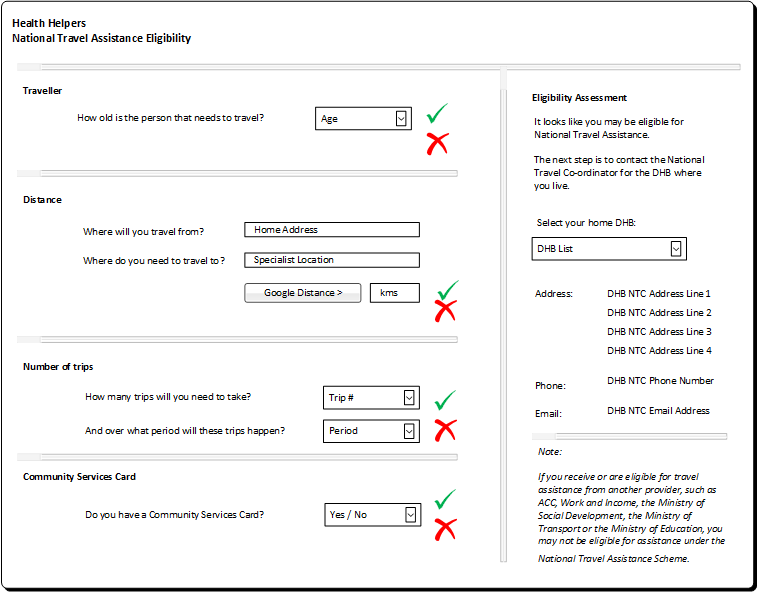 Health Helpers
National Travel Assistance Eligibility
Traveller
How old is the person that needs to travel?
Age
Distance
Where will you travel from?
Home Address
Where do you need to travel to?
Specialist Location
Google Distance >
kms
Number of trips
How many trips will you need to take?
Trip #
And over what period will these trips happen?
Period
Community Services Card
Do you have a Community Services Card?
Yes / No
Eligibility Assessment
It looks like you may be eligible for
National Travel Assistance.
The next step is to contact the National
Travel Co-ordinator for the DHB where
you live.
Select your home DHB:
DHB List
Address:
DHB NTC Address Line 1
DHB NTC Address Line 2
DHB NTC Address Line 3
DHB NTC Address Line 4
Phone:
DHB NTC Phone Number
Email:
DHB NTC Email Address
Note:
If you receive or are eligible for travel
assistance from another provider, such as
ACC, Work and Income, the Ministry of
Social Development, the Ministry of
Transport or the Ministry of Education, you
may not be eligible for assistance under the
National Travel Assistance Scheme.